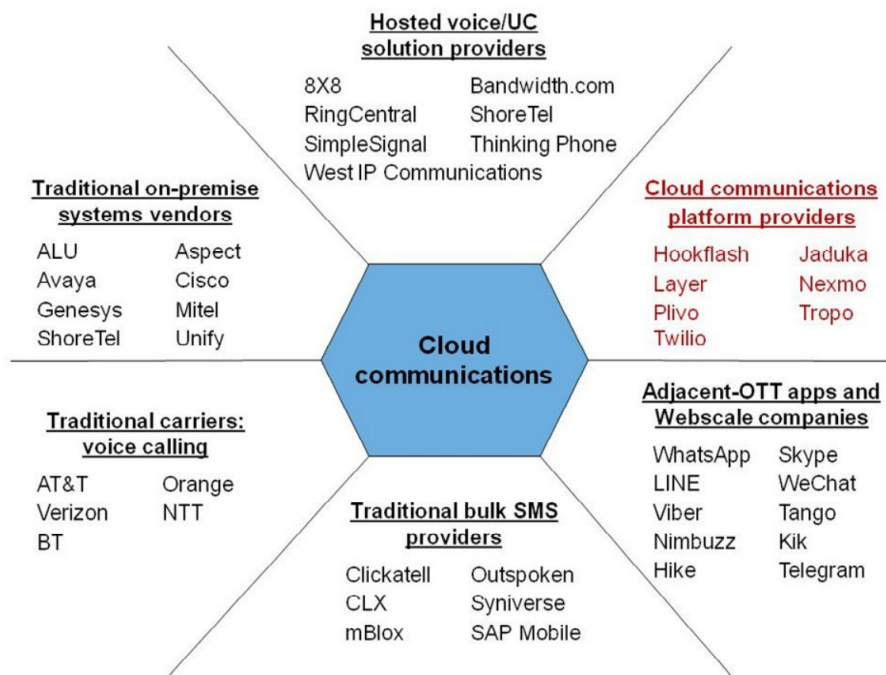 Hosted voice/UC
solution providers
8X8 Bandwidth.com
RingCentral ShoreTel
SimpleSignal Thinking Phone
West IP Communications
Traditional on-premise
systems vendors
ALU Aspect
Avaya Cisco
Genesys Mitel
ShoreTel Unify
Cloud communications
platform providers
Hookflash Jaduka
Layer Nexmo
Plivo Tropo
Twilio
Cloud
communications
Traditional carriers:
voice calling
AT&T Orange
Verizon NTT
BT
Traditional bulk SMS
providers
Clickatell Outspoken
CLX Syniverse
mBlox SAP Mobile
Adjacent-OTT apps and
Webscale companies
WhatsApp Skype
LINE WeChat
Viber Tango
Nimbuzz Kik
Hike Telegram